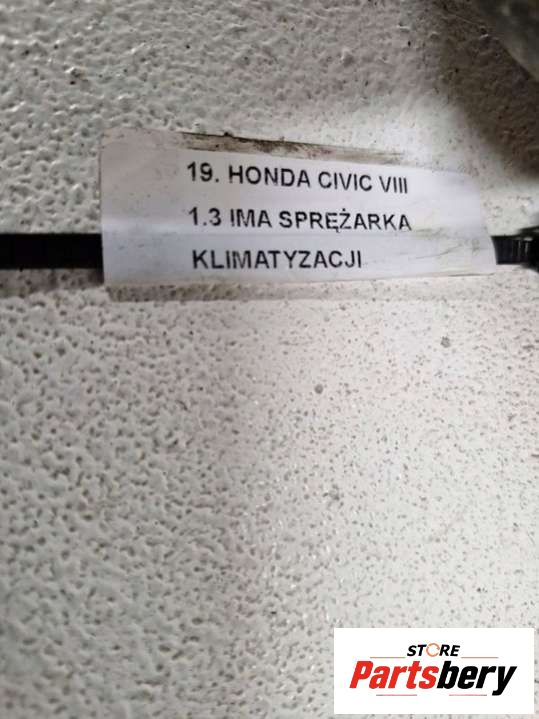 19. HONDA CIVIC VIII
1.3 IMA SPRĘŻARKA
KLIMATYZACJI
STORE
Partsbery